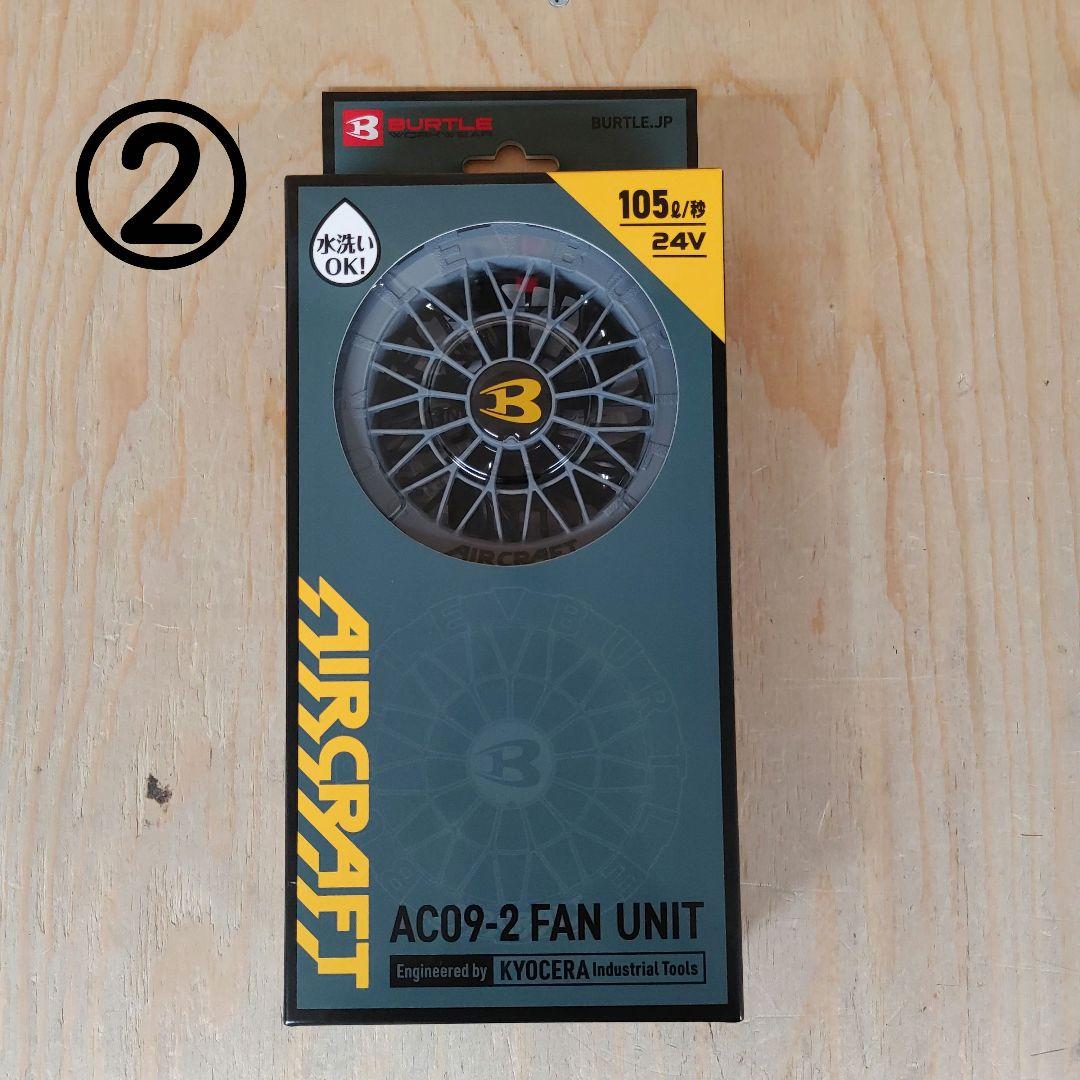 ②
BURTLE
WORKWEAR
BURTLE.JP
水洗い
OK!
105ℓ/秒
24V
B
AIRCRAFT
AIRCRAFT
B
AC09-2 FAN UNIT
Engineered by KYOCERA Industrial Tools